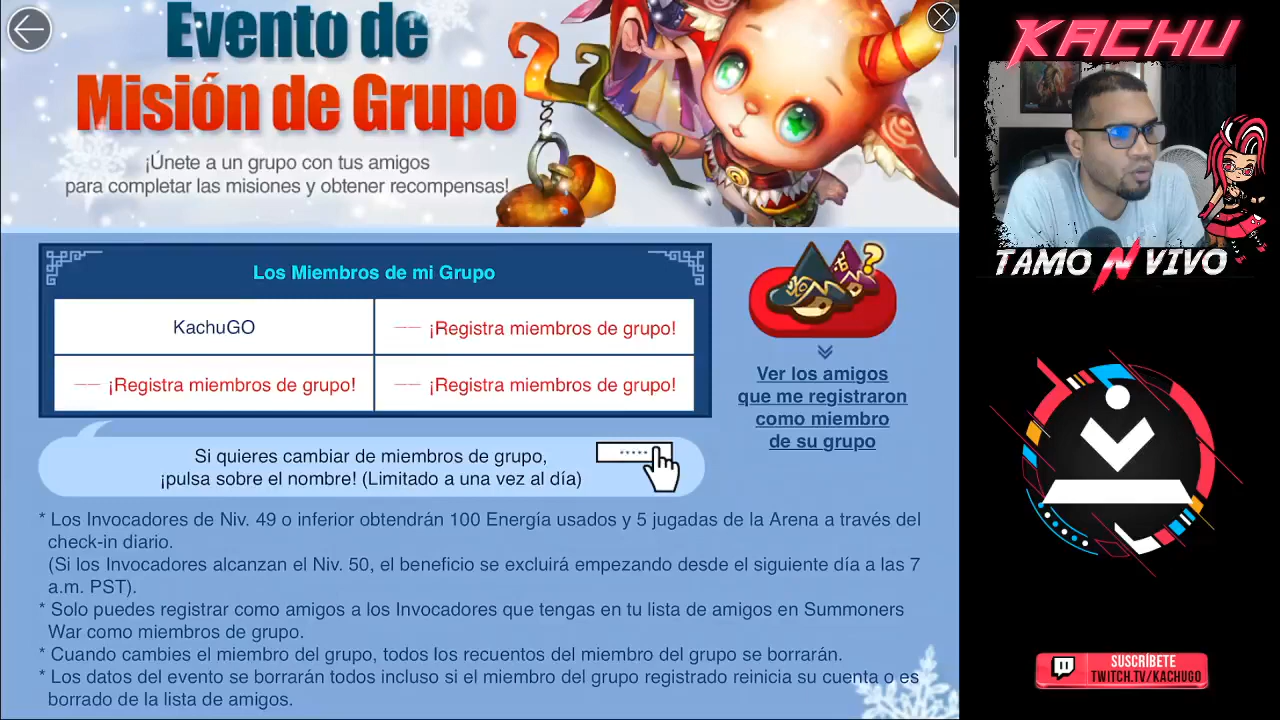 Evento de
Misión de Grupo
¡Únete a un grupo con tus amigos
para completar las misiones y obtener recompensas!
Los Miembros de mi Grupo
KachuGO
¡Registra miembros de grupo!
¡Registra miembros de grupo!
¡Registra miembros de grupo!
?
Ver los amigos
que me registraron
como miembro
de su grupo
Si quieres cambiar de miembros de grupo,
¡pulsa sobre el nombre! (Limitado a una vez al día)
* Los Invocadores de Niv. 49 o inferior obtendrán 100 Energía usados y 5 jugadas de la Arena a través del
check-in diario.
(Si los Invocadores alcanzan el Niv. 50, el beneficio se excluirá empezando desde el siguiente día a las 7
a.m. PST).
* Solo puedes registrar como amigos a los Invocadores que tengas en tu lista de amigos en Summoners
War como miembros de grupo.
* Cuando cambies el miembro del grupo, todos los recuentos del miembro del grupo se borrarán.
* Los datos del evento se borrarán todos incluso si el miembro del grupo registrado reinicia su cuenta o es
borrado de la lista de amigos.
KACHU
TAMO N VIVO
SUSCRÍBETE
TWITCH.TV/KACHUGO